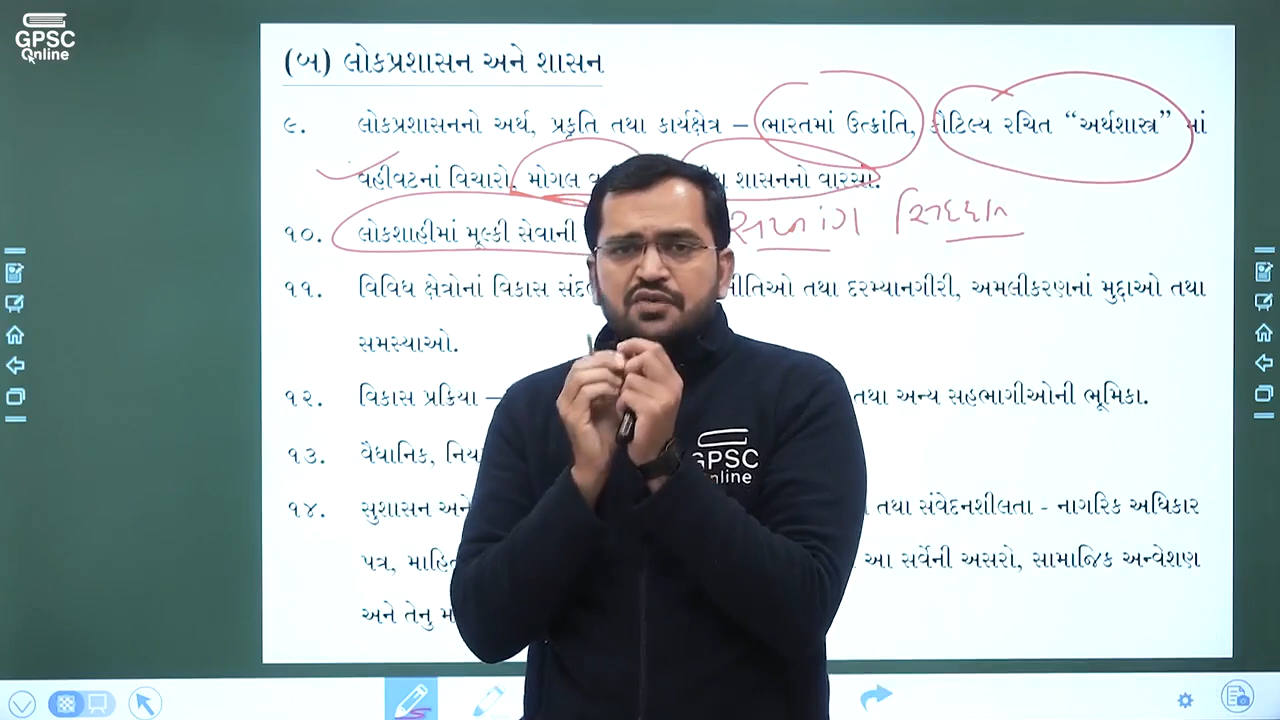 GPSC
Online
(બ) લોકપ્રશાસન અને શાસન
૯. લોકપ્રશાસનનો અર્થ, પ્રકૃતિ તથા કાર્યક્ષેત્ર – ભારતમાં ઉત્ક્રાંતિ, કૌટિલ્ય રચિત “અર્થશાસ્ત્ર” માં
વહીવટનાં વિચારો, મોગલ શાસનનો વારસો.
૧૦. લોકશાહીમાં મૂલ્કી સેવાની સપ્તાંગ સિદ્ધાંત
૧૧. વિવિધ ક્ષેત્રોનાં વિકાસ નીતિઓ તથા દરમ્યાનગીરી, અમલીકરણનાં મુદ્દાઓ તથા
સમસ્યાઓ.
૧૨. વિકાસ પ્રક્રિયા – તથા અન્ય સહભાગીઓની ભૂમિકા.
૧૩. વૈધાનિક,
૧૪. સુશાસન અને તથા સંવેદનશીલતા - નાગરિક અધિકાર
પત્ર, આ સર્વેની અસરો, સામાજિક અન્વેશણ
અને તેનુ
GPSC
Online